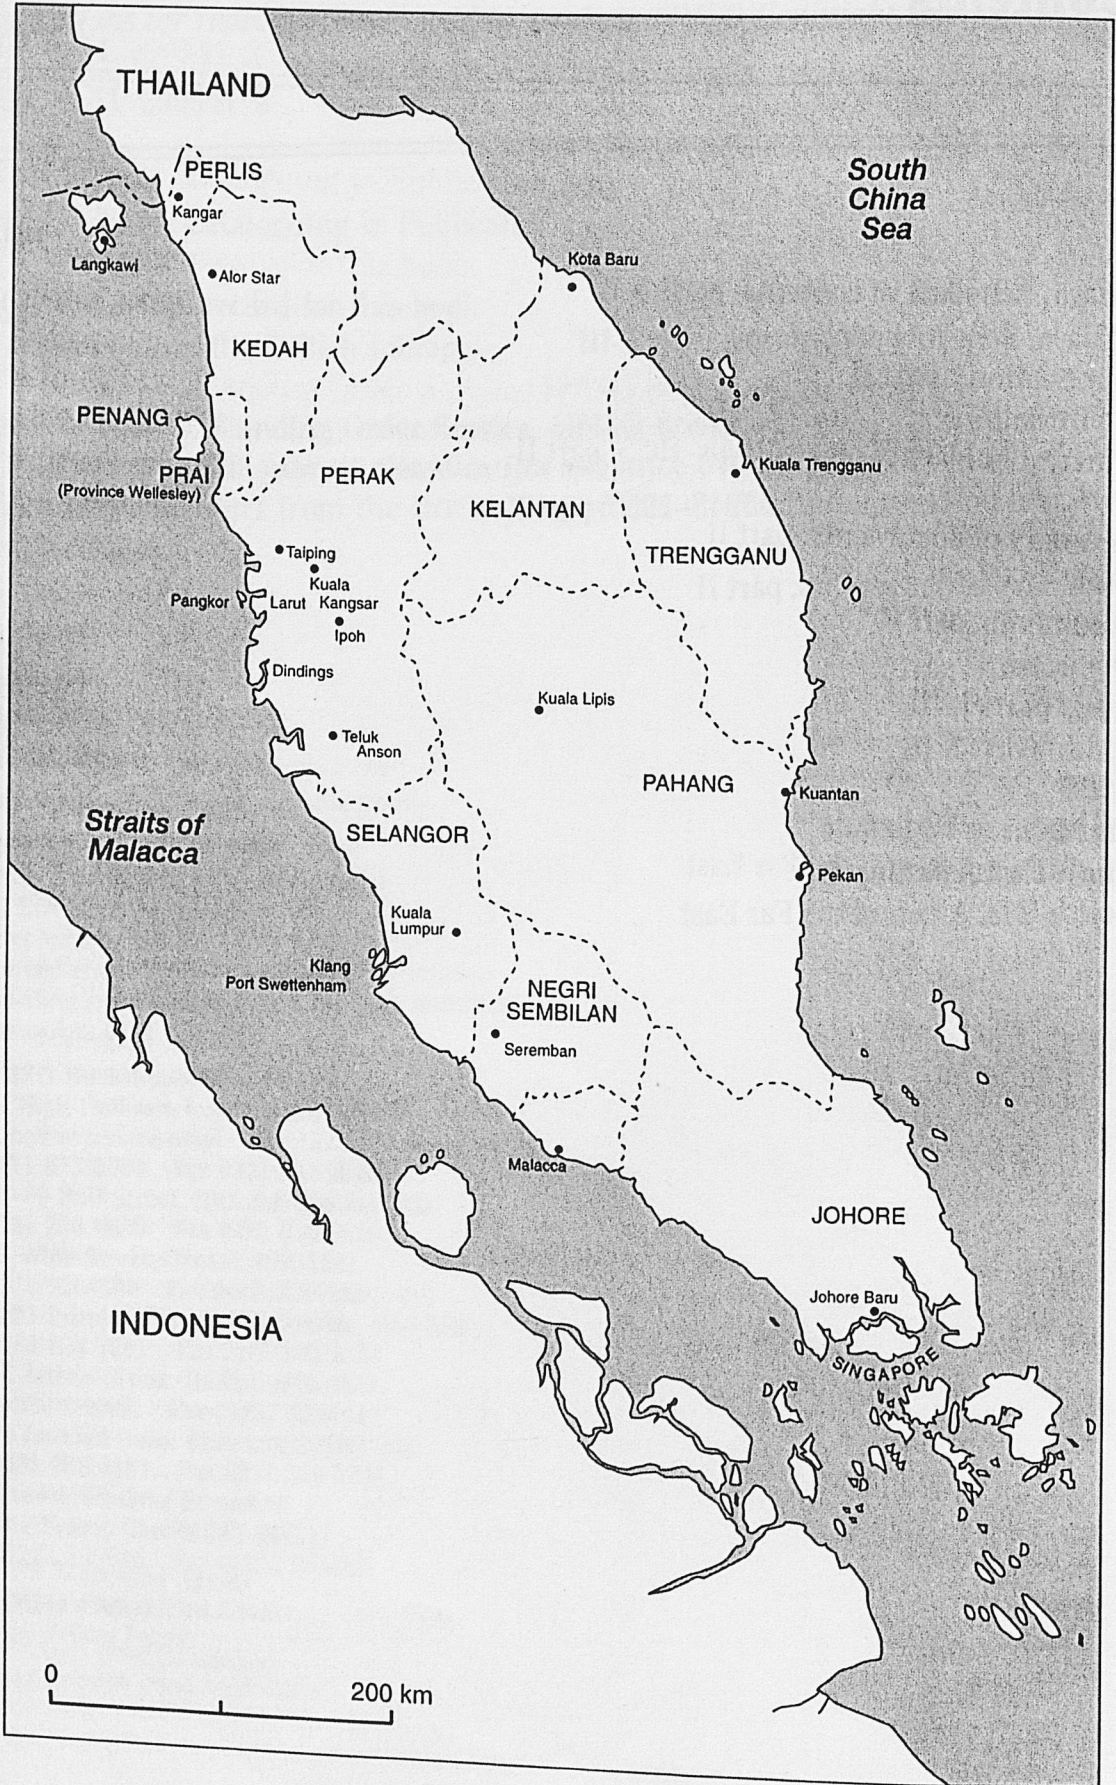 THAILAND
PERLIS
Kangar
Langkawi
Alor Star
South
China
Sea
Kota Baru
KEDAH
PENANG
PRAI
(Province Wellesley)
PERAK
KELANTAN
Kuala Trengganu
TRENGGANU
Taiping
Kuala
Kangsar
Pangkor
Larut
Ipoh
Dindings
Kuala Lipis
Teluk
Anson
PAHANG
Kuantan
Straits of
Malacca
SELANGOR
Pekan
Kuala
Lumpur
Klang
Port Swettenham
NEGRI
SEMBILAN
Seremban
Malacca
JOHORE
Johore Baru
SINGAPORE
INDONESIA
0
200 km